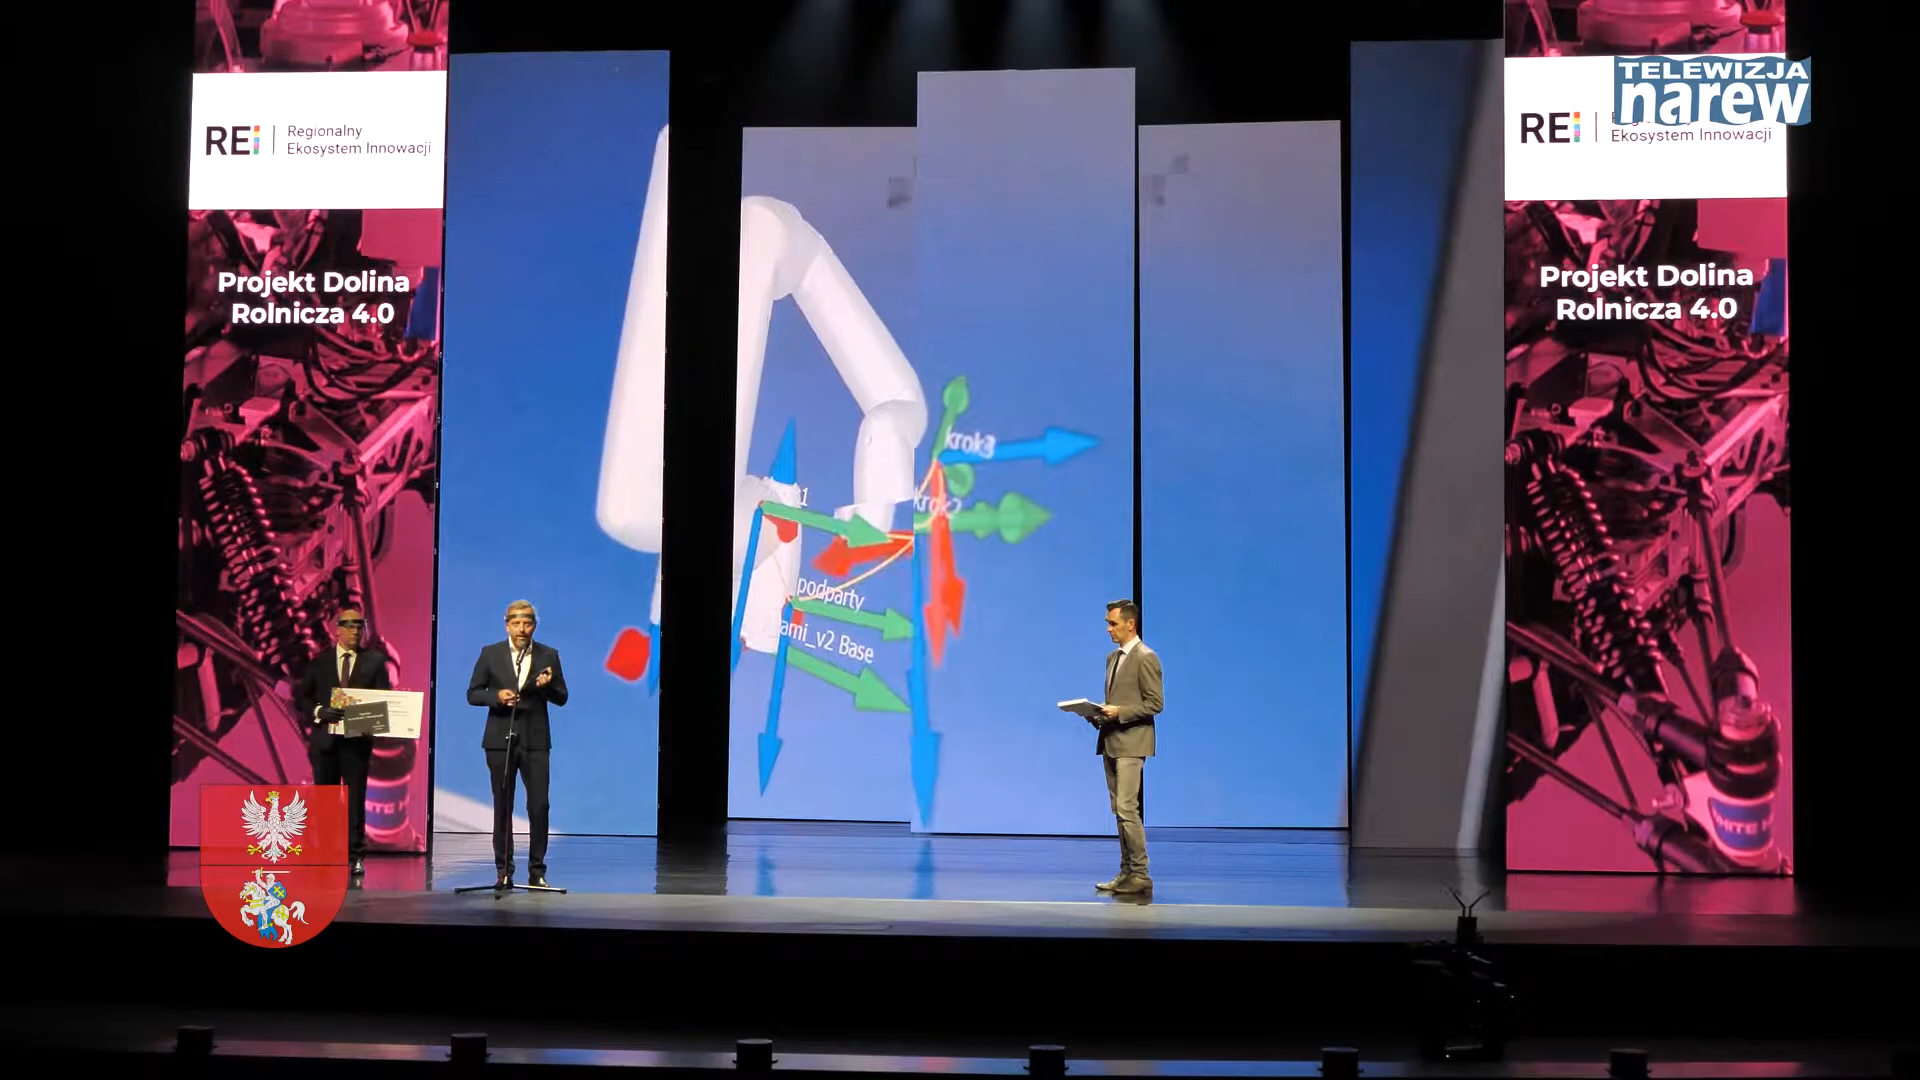 REI
Regionalny
Ekosystem Innowacji
Projekt Dolina
Rolnicza 4.0
krok3
krok2
podparty
ami_v2 Base
TELEWIZJA
narew
REI
Ekosystem Innowacji
Projekt Dolina
Rolnicza 4.0